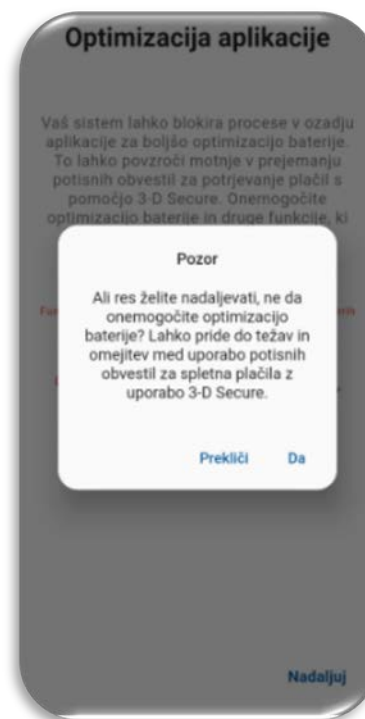 Optimizacija aplikacije
Vaš sistem lahko blokira procese v ozadju
aplikacije za boljšo optimizacijo baterije.
To lahko povzroči motnje v prejemanju
potisnih obvestil za potrjevanje plačil s
pomočjo 3-D Secure. Onemogočite
optimizacijo baterije in druge funkcije, ki
Pozor
Ali res želite nadaljevati, ne da
onemogočite optimizacijo
baterije? Lahko pride do težav in
omejitev med uporabo potisnih
obvestil za spletna plačila z
uporabo 3-D Secure.
Prekliči Da
Nadaljuj